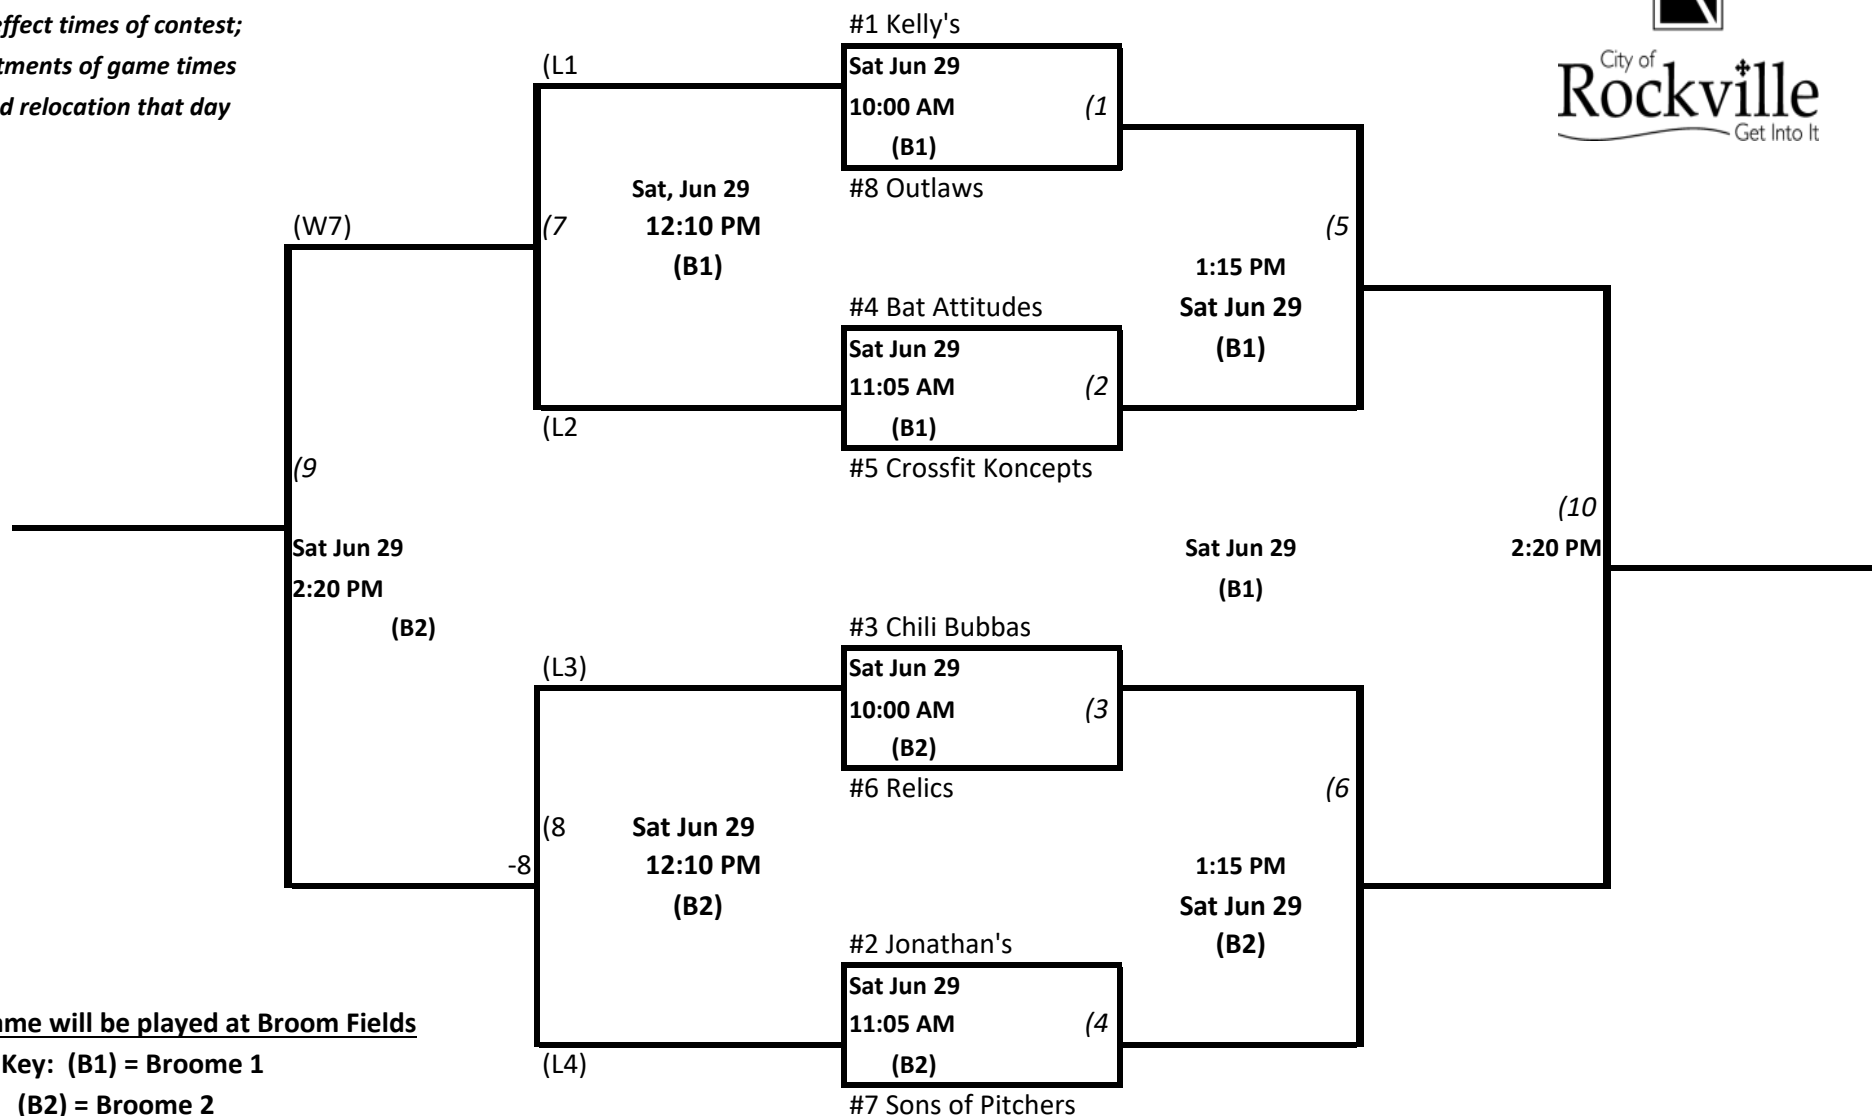 effect times of contest;
#1 Kelly's
tments of game times
(L1
Sat Jun 29
City of
Rockville
Get Into It
d relocation that day
10:00 AM
(1
(B1)
Sat, Jun 29
#8 Outlaws
(W7)
(7
12:10 PM
(5
(B1)
1:15 PM
#4 Bat Attitudes
Sat Jun 29
Sat Jun 29
(B1)
11:05 AM
(2
(L2
(B1)
(9
#5 Crossfit Koncepts
(10
Sat Jun 29
Sat Jun 29
2:20 PM
2:20 PM
(B1)
(B2)
#3 Chili Bubbas
(L3)
Sat Jun 29
10:00 AM
(3
(B2)
#6 Relics
(6
(8
Sat Jun 29
-8
12:10 PM
1:15 PM
(B2)
Sat Jun 29
#2 Jonathan's
(B2)
Sat Jun 29
ame will be played at Broom Fields
11:05 AM
(4
Key: (B1) = Broome 1
(L4)
(B2)
(B2) = Broome 2
#7 Sons of Pitchers